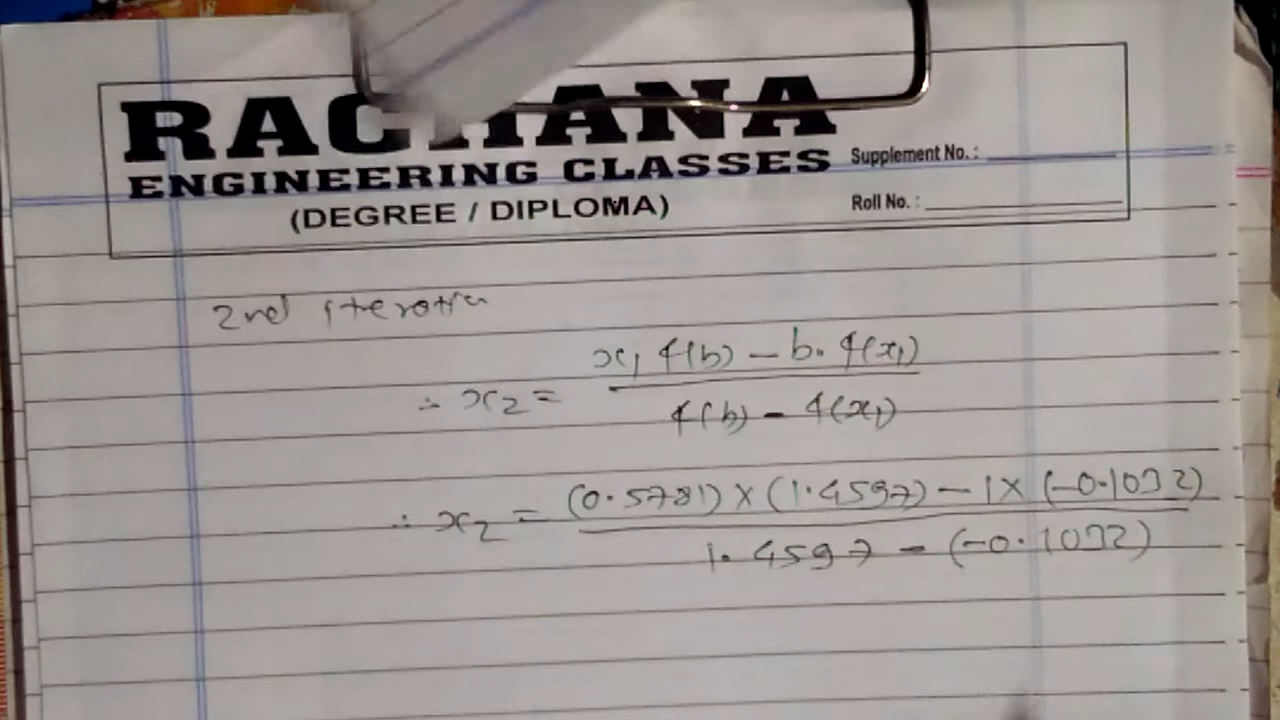 RACHANA
ENGINEERING CLASSES
(DEGREE / DIPLOMA)
Supplement No. :
Roll No. :
2nd iteration
∴ x₂ = (x₁ f(b) - b. f(x₁)) / (f(b) - f(x₁))
∴ x₂ = ((0.5781) × (1.4597) - 1 × (-0.1032)) / (1.4597 - (-0.1032))